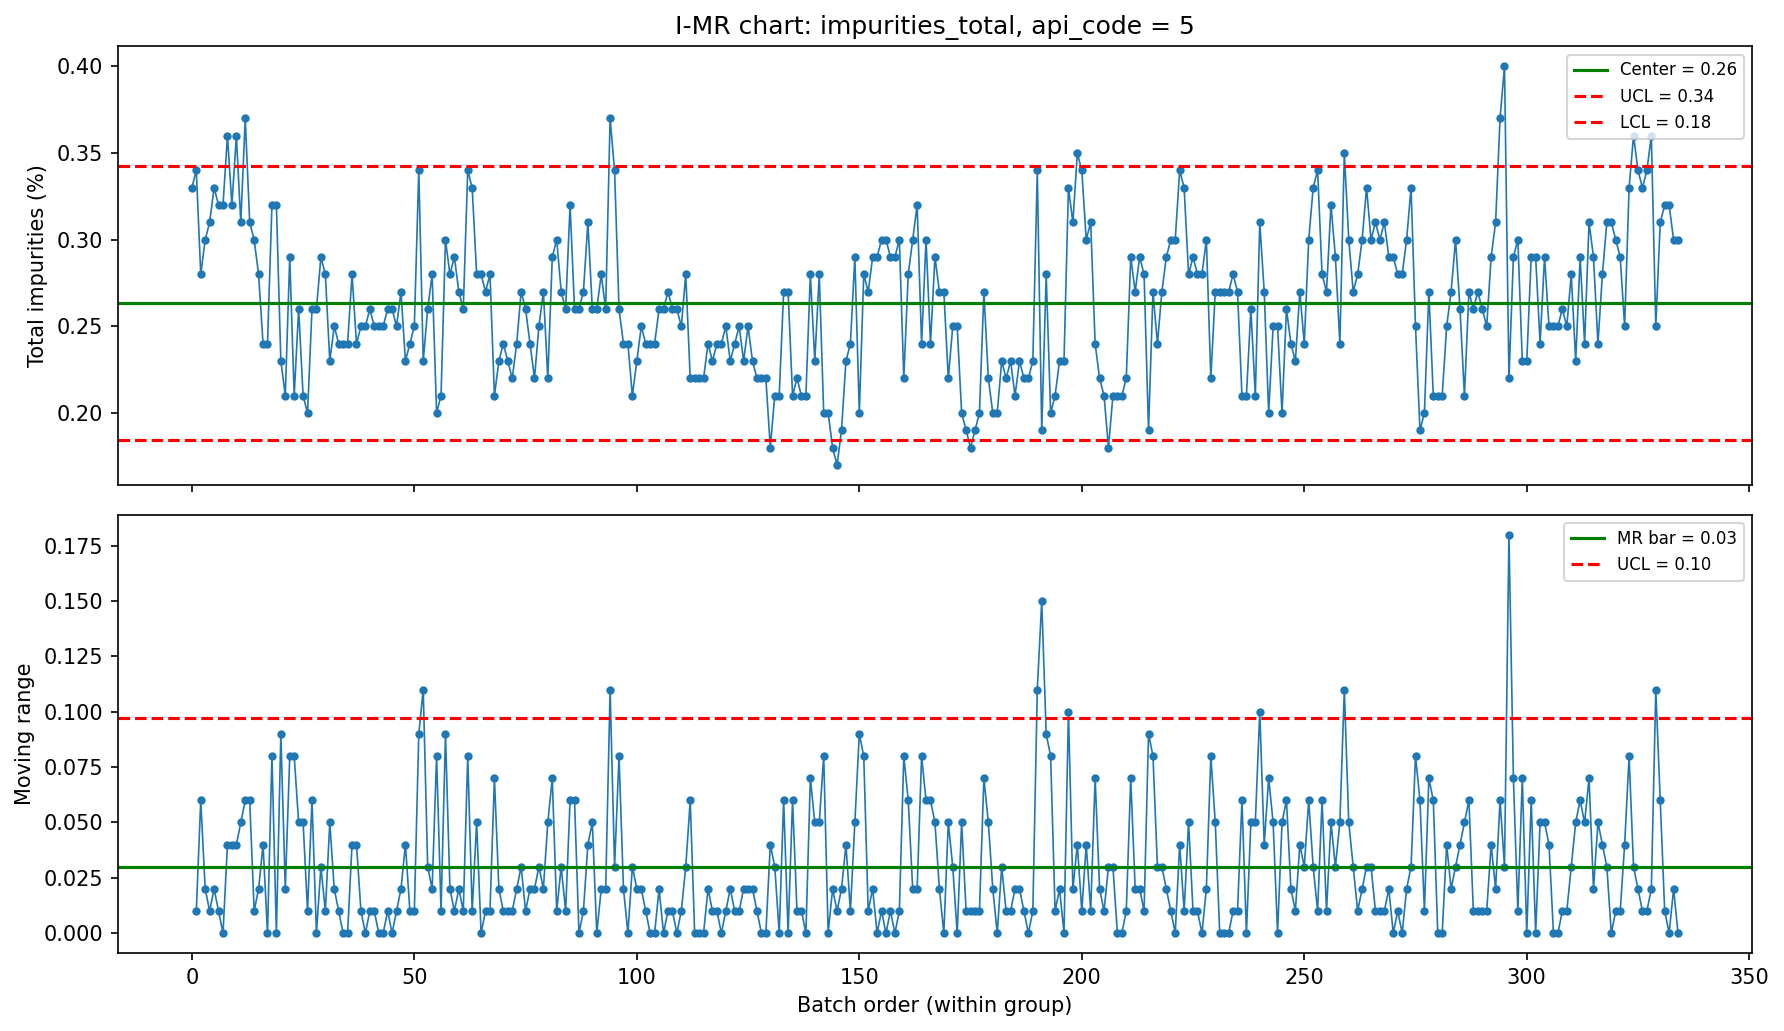 I-MR chart: impurities_total, api_code = 5
Total impurities (%)
0.40
0.35
0.30
0.25
0.20
Center = 0.26
UCL = 0.34
LCL = 0.18
Moving range
0.175
0.150
0.125
0.100
0.075
0.050
0.025
0.000
MR bar = 0.03
UCL = 0.10
0 50 100 150 200 250 300 350
Batch order (within group)